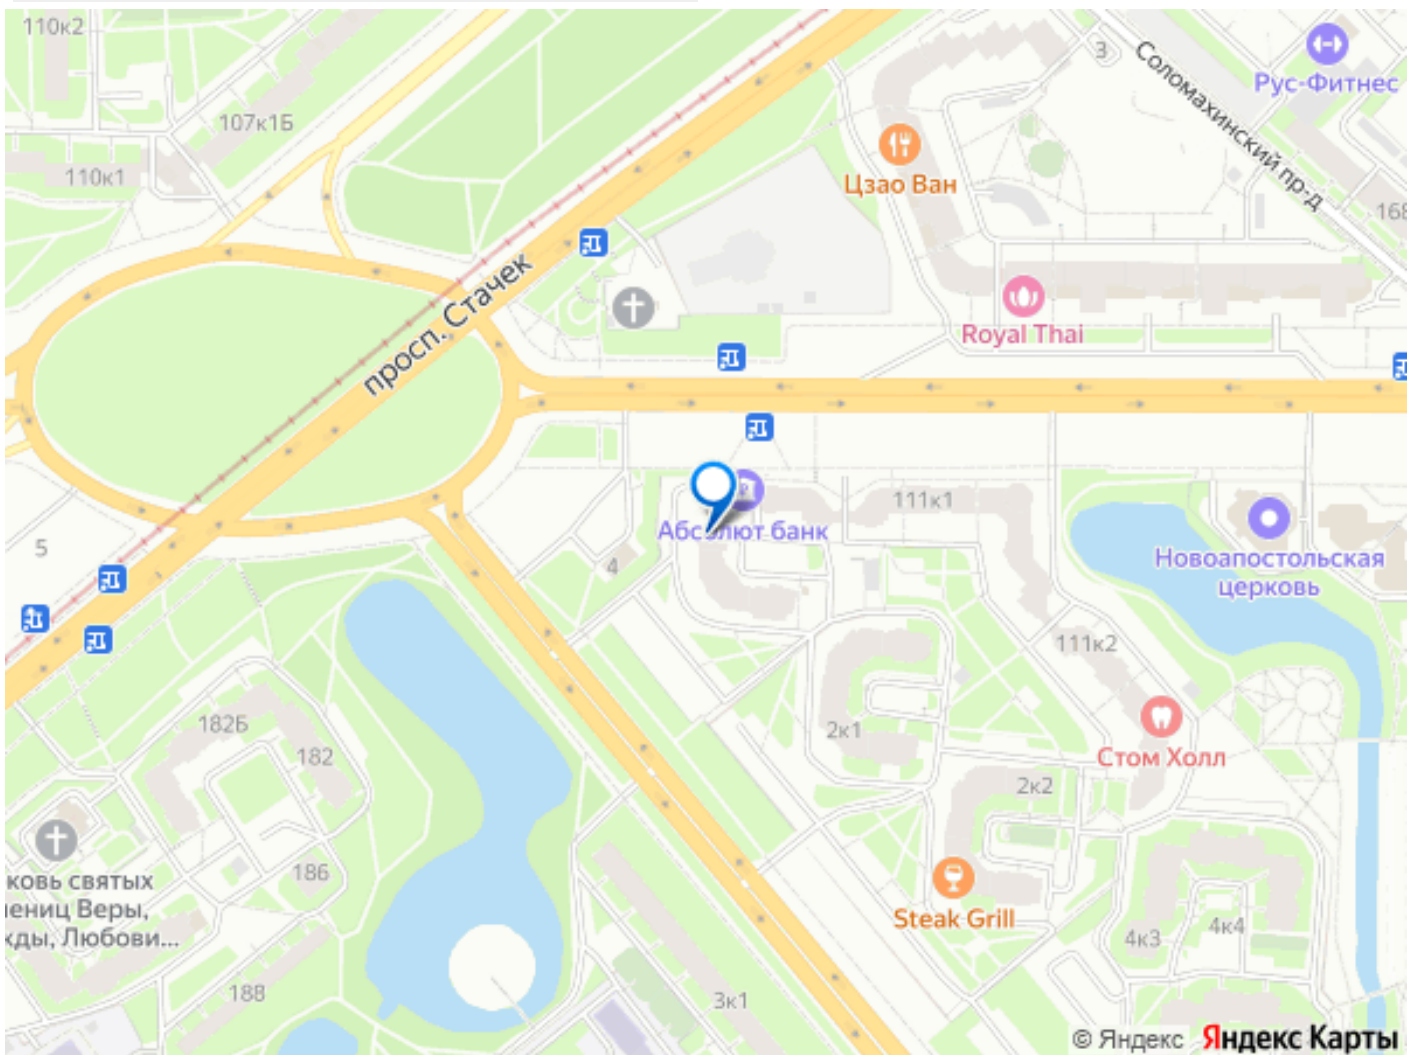 110к2
107к1Б
110к1
3
Соломахинский пр-д
Рус-Фитнес
168
Цзао Ван
Royal Thai
просп. Стачек
5
4
Абсолют банк
111к1
Новоапостольская
церковь
111к2
2к1
Стом Холл
2к2
182Б
182
186
ковь святых
ениц Веры,
жды, Любови...
188
Steak Grill
4к3
4к4
3к1
© Яндекс Яндекс Карты